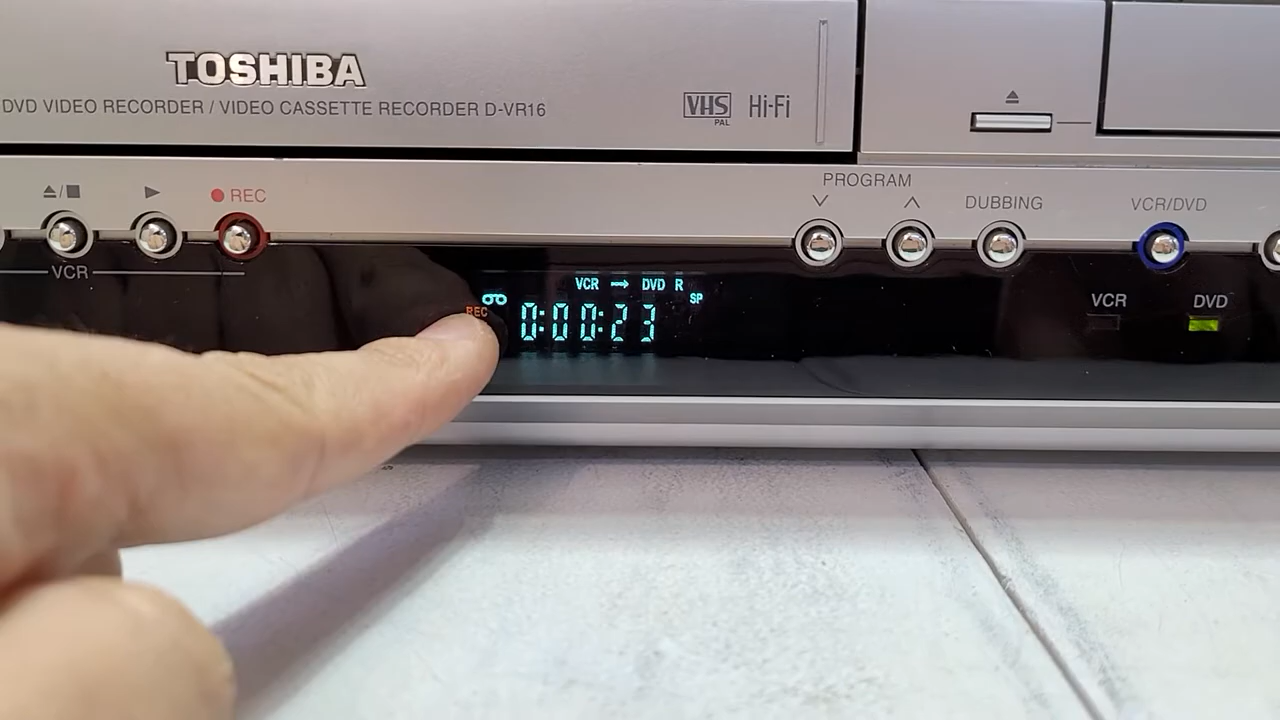 TOSHIBA
DVD VIDEO RECORDER / VIDEO CASSETTE RECORDER D-VR16
VHS
PAL
Hi-Fi
PROGRAM
REC
DUBBING
VCR/DVD
VCR
VCR DVD R
SP
REC
0:00:23
VCR
DVD